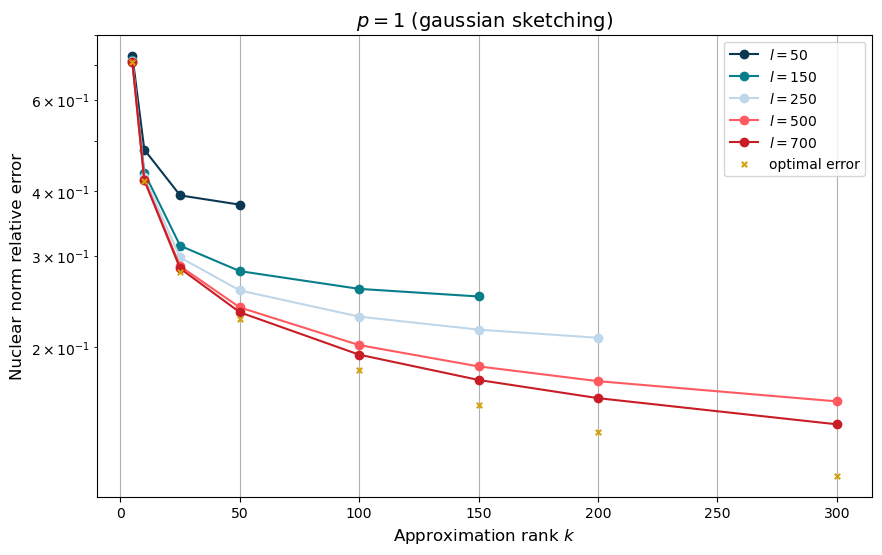 p = 1 (gaussian sketching)
Nuclear norm relative error
6 × 10⁻¹
4 × 10⁻¹
3 × 10⁻¹
2 × 10⁻¹
l = 50
l = 150
l = 250
l = 500
l = 700
optimal error
0 50 100 150 200 250 300
Approximation rank k